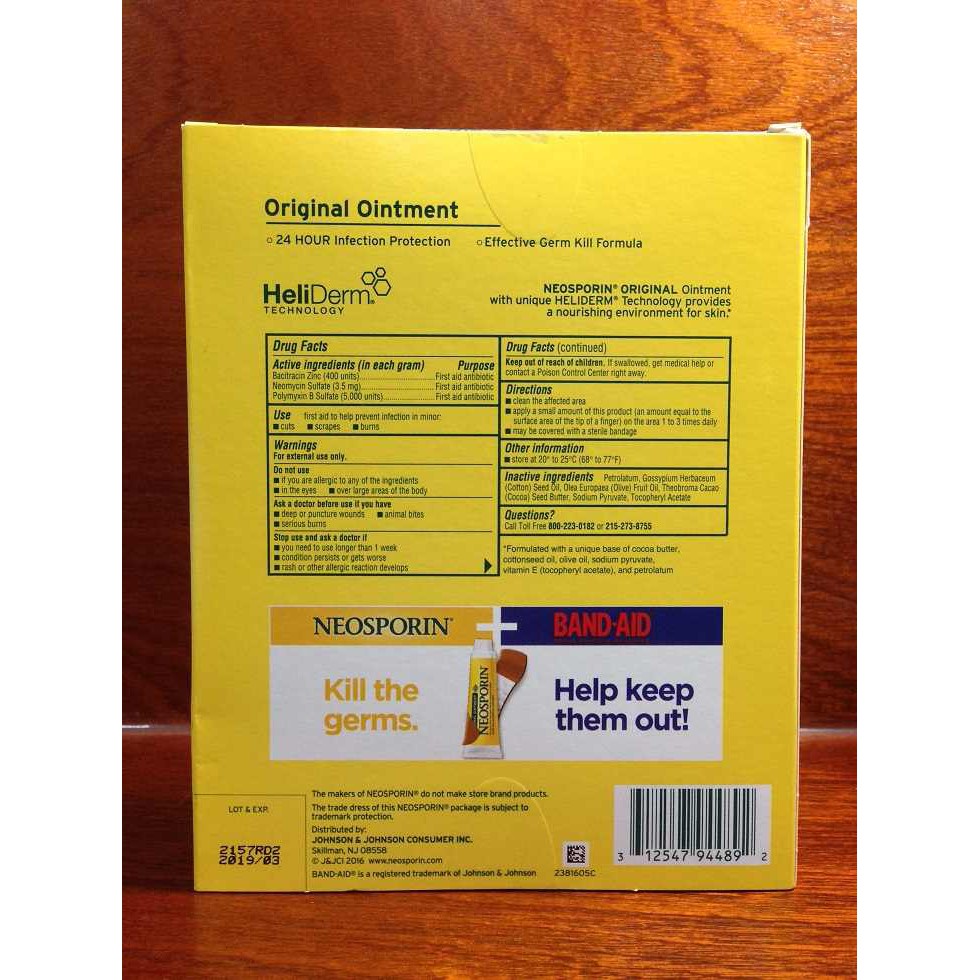 Original Ointment
24 HOUR Infection Protection
Effective Germ Kill Formula
HeliDerm®
TECHNOLOGY
NEOSPORIN® ORIGINAL Ointment
with unique HELIDERM® Technology provides
a nourishing environment for skin.*
Drug Facts
Active ingredients (in each gram) Purpose
Bacitracin Zinc (400 units)..........First aid antibiotic
Neomycin Sulfate (3.5 mg)..........First aid antibiotic
Polymyxin B Sulfate (5,000 units)..........First aid antibiotic
Use first aid to help prevent infection in minor:
■ cuts ■ scrapes ■ burns
Warnings
For external use only.
Do not use
■ if you are allergic to any of the ingredients
■ in the eyes ■ over large areas of the body
Ask a doctor before use if you have
■ deep or puncture wounds ■ animal bites
■ serious burns
Stop use and ask a doctor if
■ you need to use longer than 1 week
■ condition persists or gets worse
■ rash or other allergic reaction develops
Drug Facts (continued)
Keep out of reach of children. If swallowed, get medical help or
contact a Poison Control Center right away.
Directions
■ clean the affected area
■ apply a small amount of this product (an amount equal to the
surface area of the tip of a finger) on the area 1 to 3 times daily
■ may be covered with a sterile bandage
Other information
■ store at 20° to 25°C (68° to 77°F)
Inactive ingredients Petrolatum, Gossypium Herbaceum
(Cotton) Seed Oil, Olea Europaea (Olive) Fruit Oil, Theobroma Cacao
(Cocoa) Seed Butter, Sodium Pyruvate, Tocopheryl Acetate
Questions?
Call Toll Free 800-223-0182 or 215-273-8755
*Formulated with a unique base of cocoa butter,
cottonseed oil, olive oil, sodium pyruvate,
vitamin E (tocopheryl acetate), and petrolatum
NEOSPORIN®
BAND-AID
Kill the
germs.
NEOSPORIN
Help keep
them out!
LOT & EXP.
2157RD2
2019/03
The makers of NEOSPORIN® do not make store brand products.
The trade dress of this NEOSPORIN® package is subject to
trademark protection.
Distributed by:
JOHNSON & JOHNSON CONSUMER INC.
Skillman, NJ 08558
© J&JCI 2016 www.neosporin.com
BAND-AID® is a registered trademark of Johnson & Johnson
2381605C
3 12547 94489 2